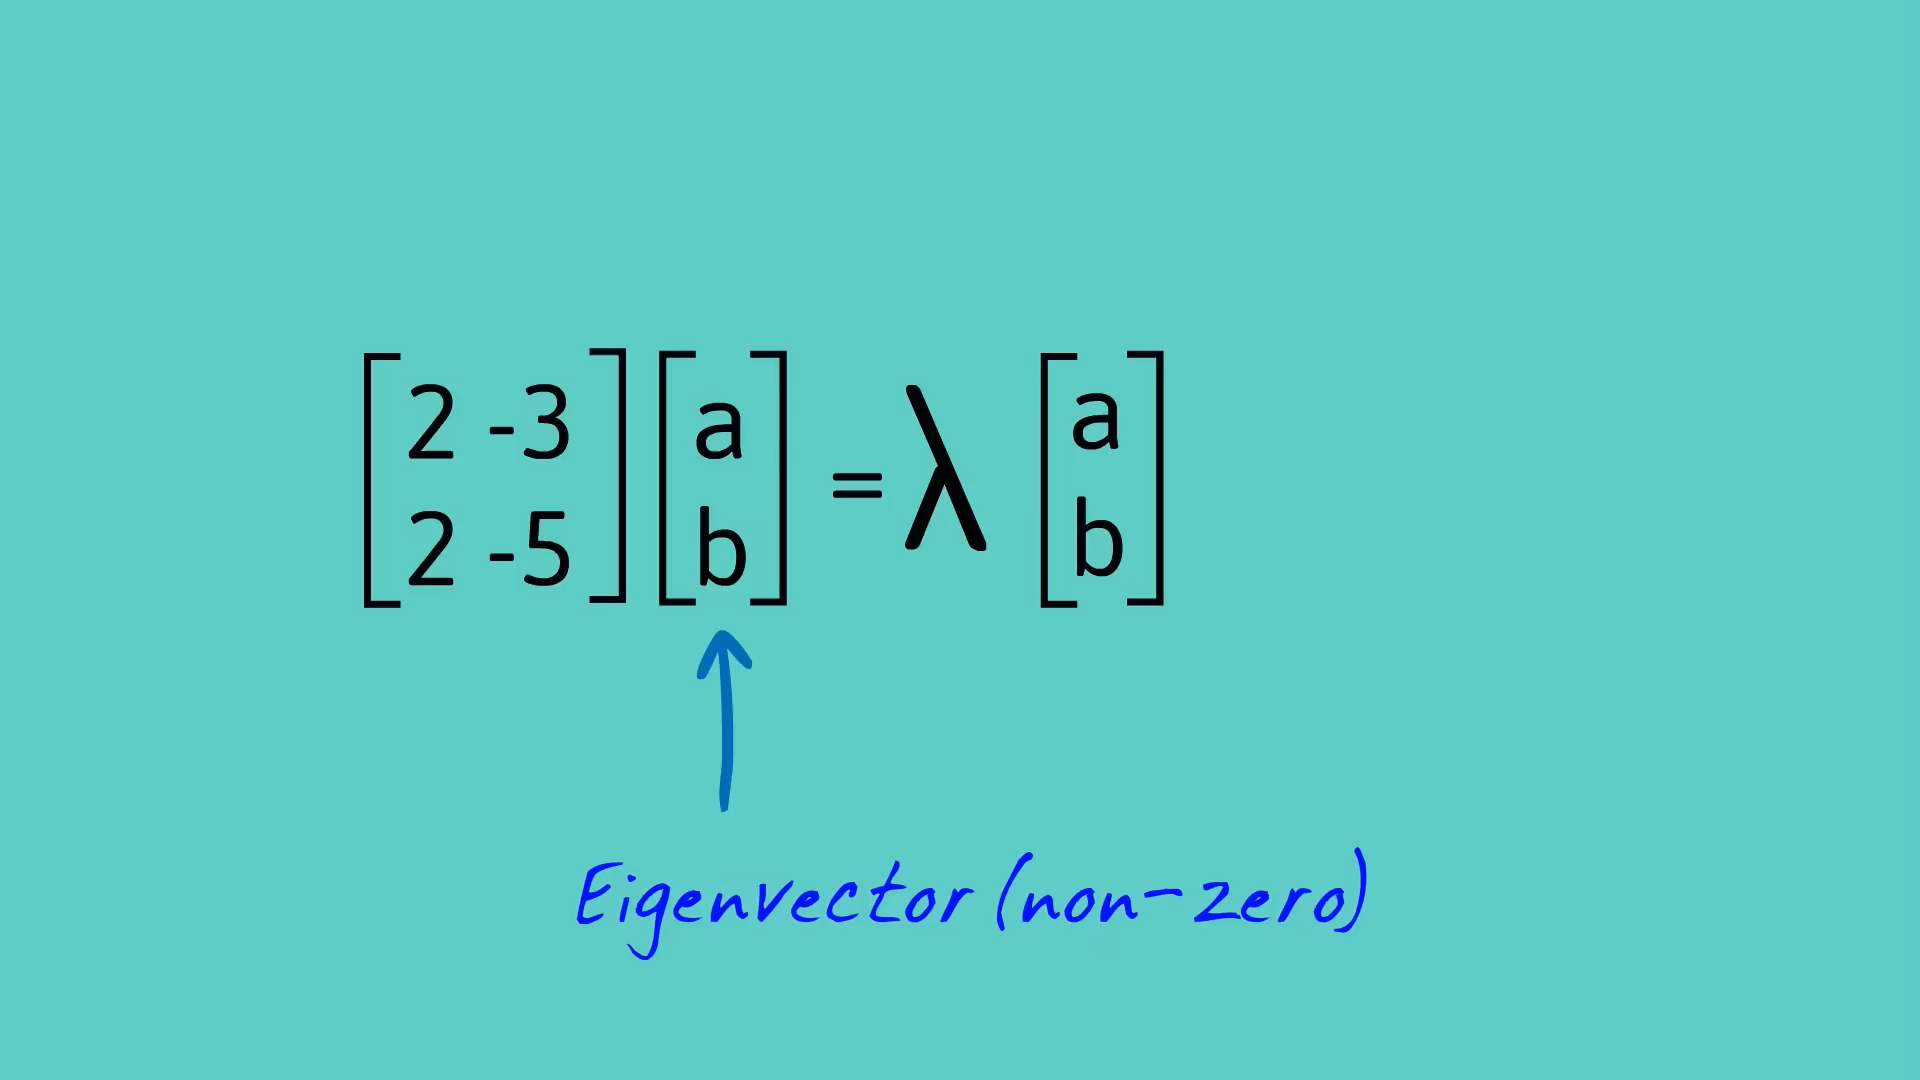 [2 -3] [a] = λ [a]
[2 -5] [b] [b]
Eigenvector (non-zero)